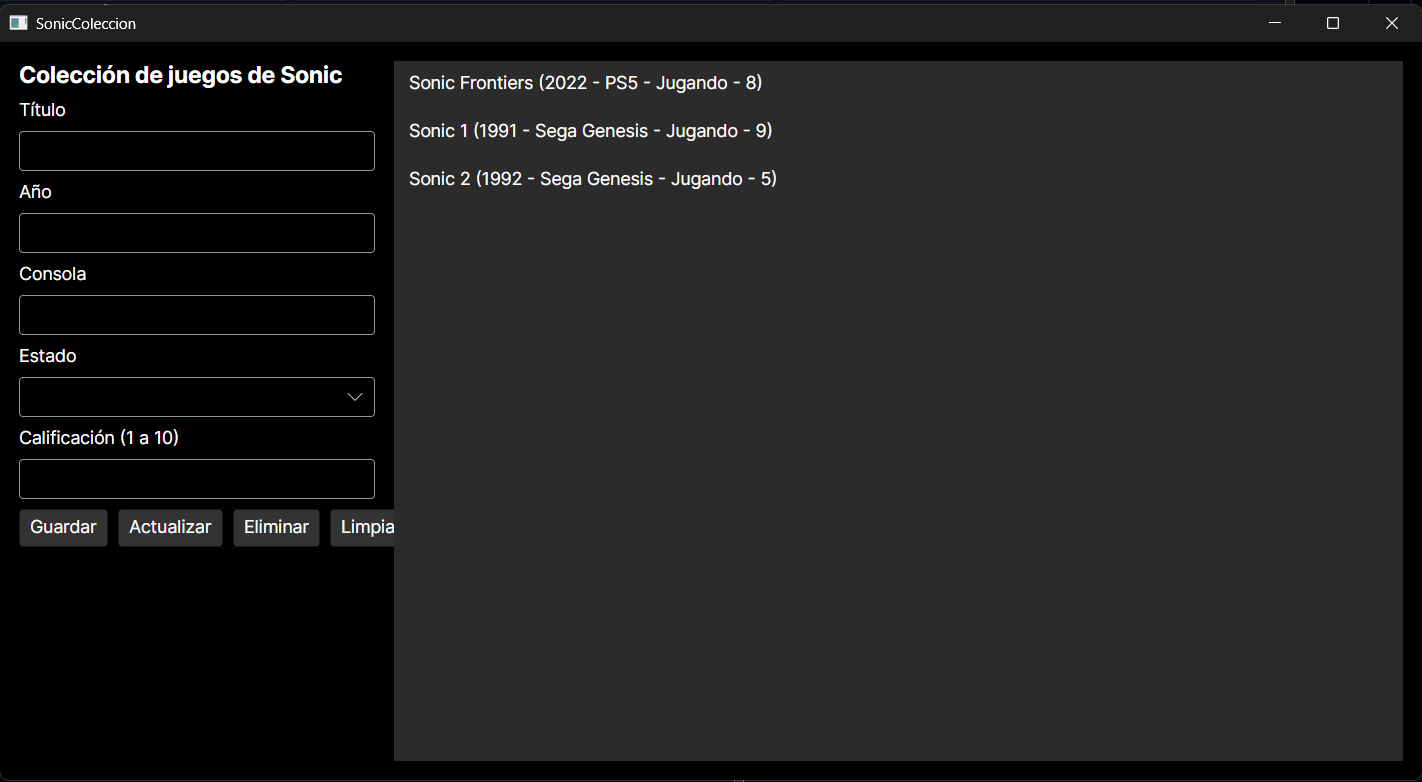 SonicColeccion
Colección de juegos de Sonic
Título
Año
Consola
Estado
Calificación (1 a 10)
Guardar Actualizar Eliminar Limpia
Sonic Frontiers (2022 - PS5 - Jugando - 8)
Sonic 1 (1991 - Sega Genesis - Jugando - 9)
Sonic 2 (1992 - Sega Genesis - Jugando - 5)